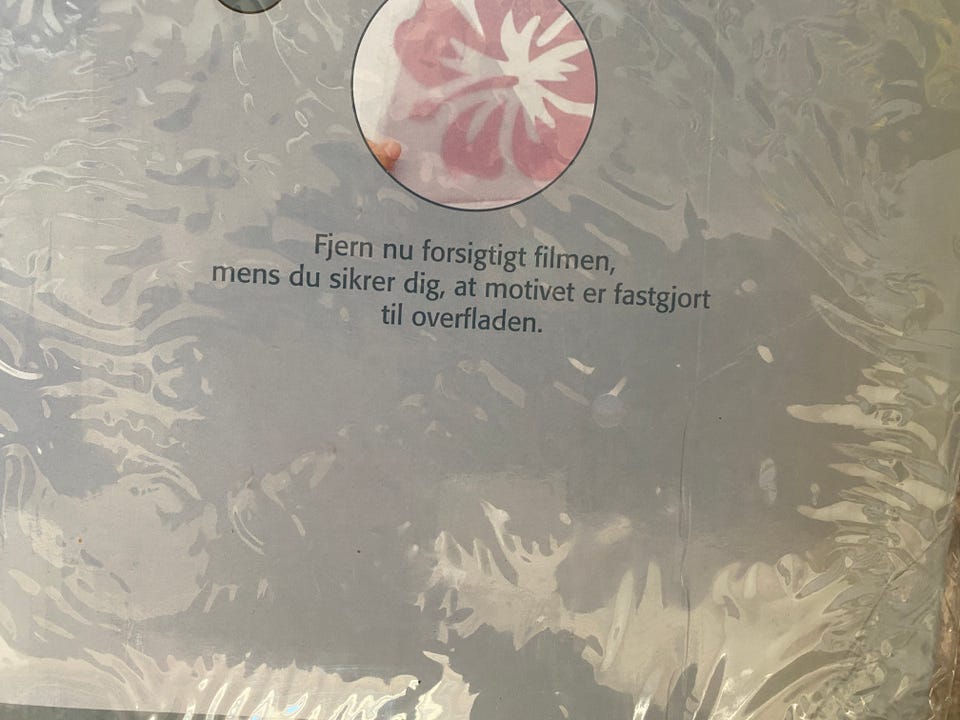 Fjern nu forsigtigt filmen,
mens du sikrer dig, at motivet er fastgjort
til overfladen.